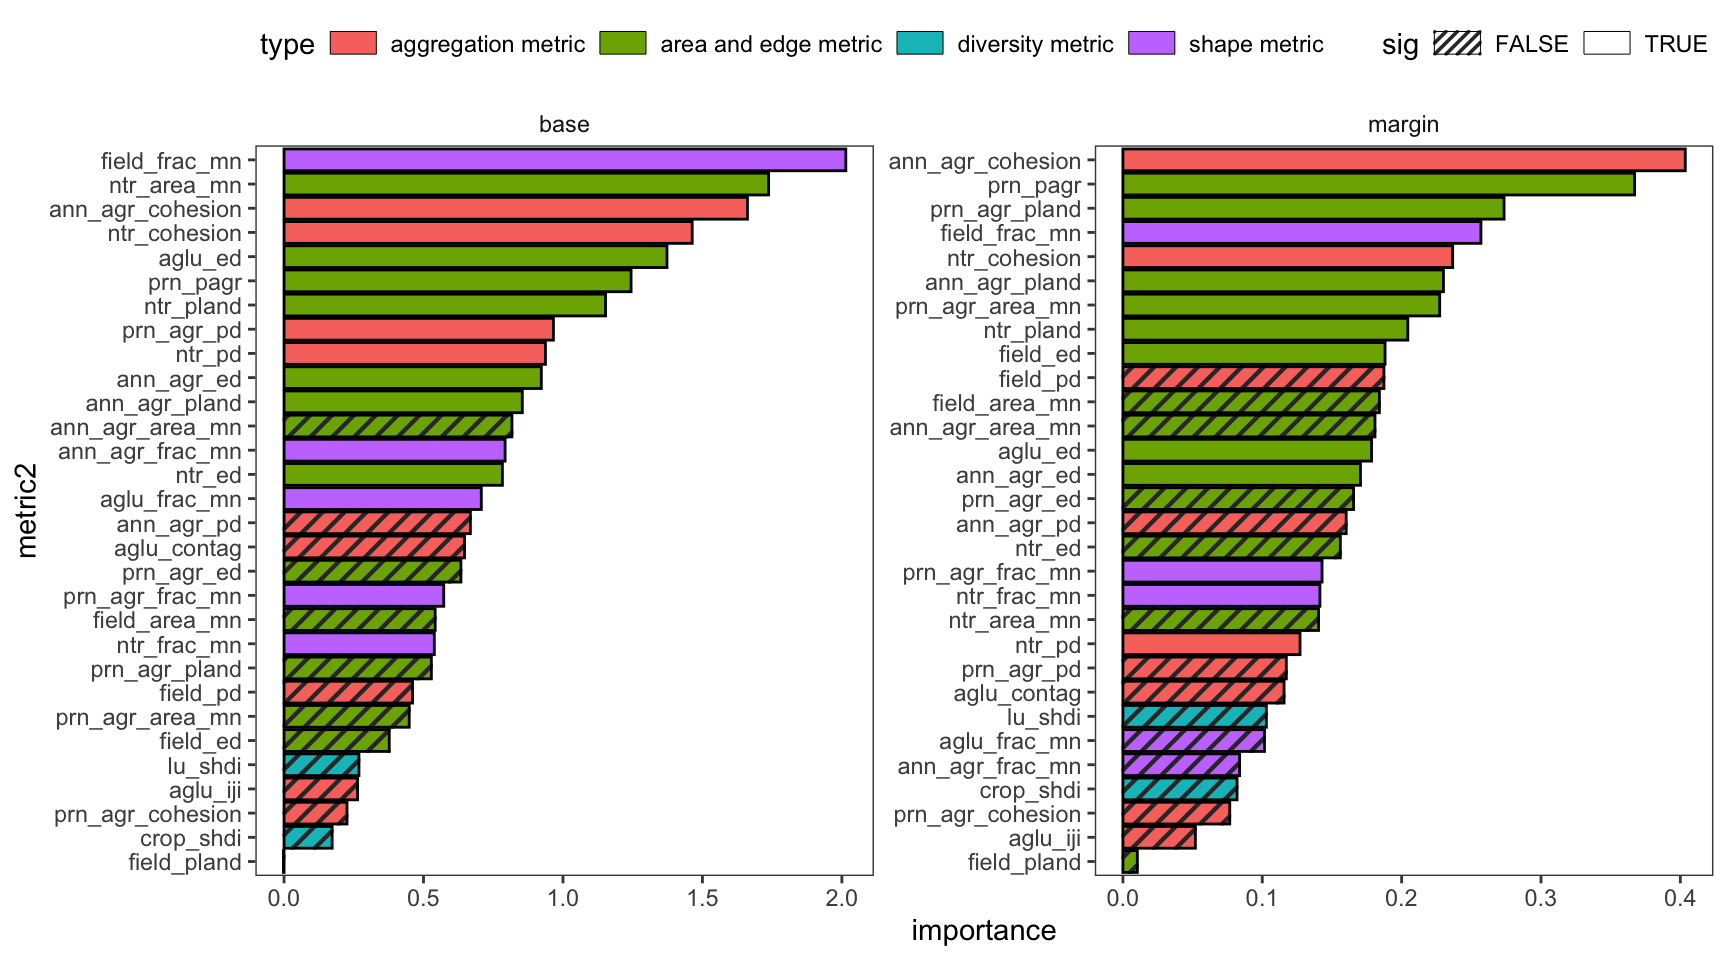 type aggregation metric area and edge metric diversity metric shape metric sig FALSE TRUE
base
field_frac_mn
ntr_area_mn
ann_agr_cohesion
ntr_cohesion
aglu_ed
prn_pagr
ntr_pland
prn_agr_pd
ntr_pd
ann_agr_ed
ann_agr_pland
ann_agr_area_mn
ann_agr_frac_mn
ntr_ed
aglu_frac_mn
ann_agr_pd
aglu_contag
prn_agr_ed
prn_agr_frac_mn
field_area_mn
ntr_frac_mn
prn_agr_pland
field_pd
prn_agr_area_mn
field_ed
lu_shdi
aglu_iji
prn_agr_cohesion
crop_shdi
field_pland
0.0 0.5 1.0 1.5 2.0
margin
ann_agr_cohesion
prn_pagr
prn_agr_pland
field_frac_mn
ntr_cohesion
ann_agr_pland
prn_agr_area_mn
ntr_pland
field_ed
field_pd
field_area_mn
ann_agr_area_mn
aglu_ed
ann_agr_ed
prn_agr_ed
ann_agr_pd
ntr_ed
prn_agr_frac_mn
ntr_frac_mn
ntr_area_mn
ntr_pd
prn_agr_pd
aglu_contag
lu_shdi
aglu_frac_mn
ann_agr_frac_mn
crop_shdi
prn_agr_cohesion
aglu_iji
field_pland
0.0 0.1 0.2 0.3 0.4
importance
metric2